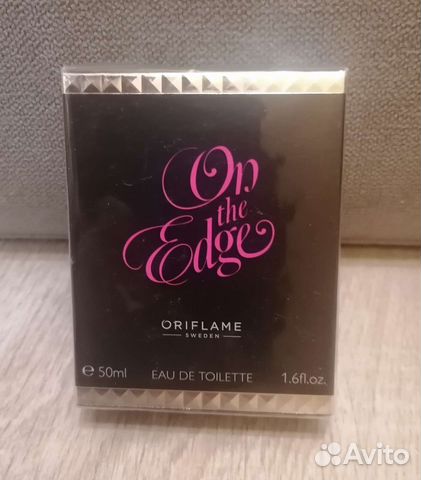 On
the
Edge
ORIFLAME
SWEDEN
℮ 50ml EAU DE TOILETTE 1.6fl.oz.
Avito